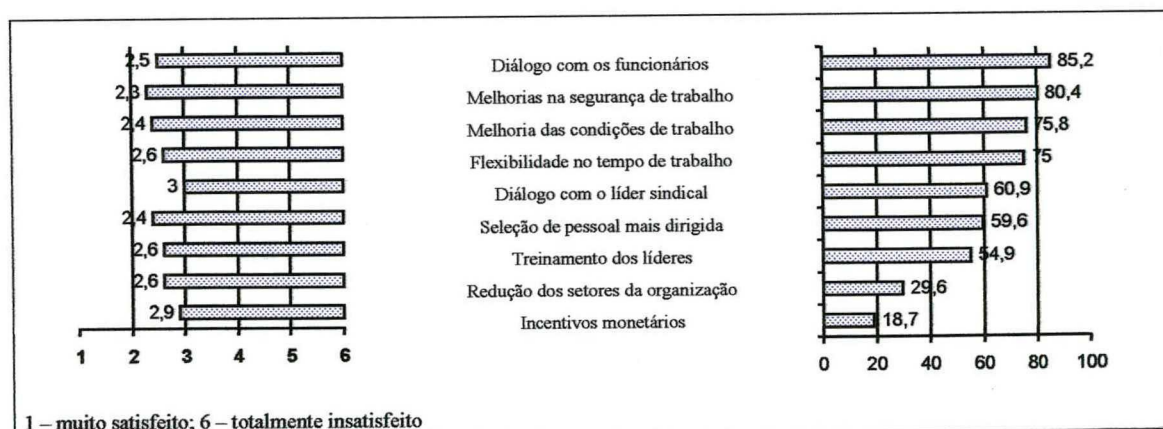 2,5 Diálogo com os funcionários 85,2
2,3 Melhorias na segurança de trabalho 80,4
2,4 Melhoria das condições de trabalho 75,8
2,6 Flexibilidade no tempo de trabalho 75
3 Diálogo com o líder sindical 60,9
2,4 Seleção de pessoal mais dirigida 59,6
2,6 Treinamento dos líderes 54,9
2,6 Redução dos setores da organização 29,6
2,9 Incentivos monetários 18,7
1 2 3 4 5 6 0 20 40 60 80 100
1 – muito satisfeito; 6 – totalmente insatisfeito